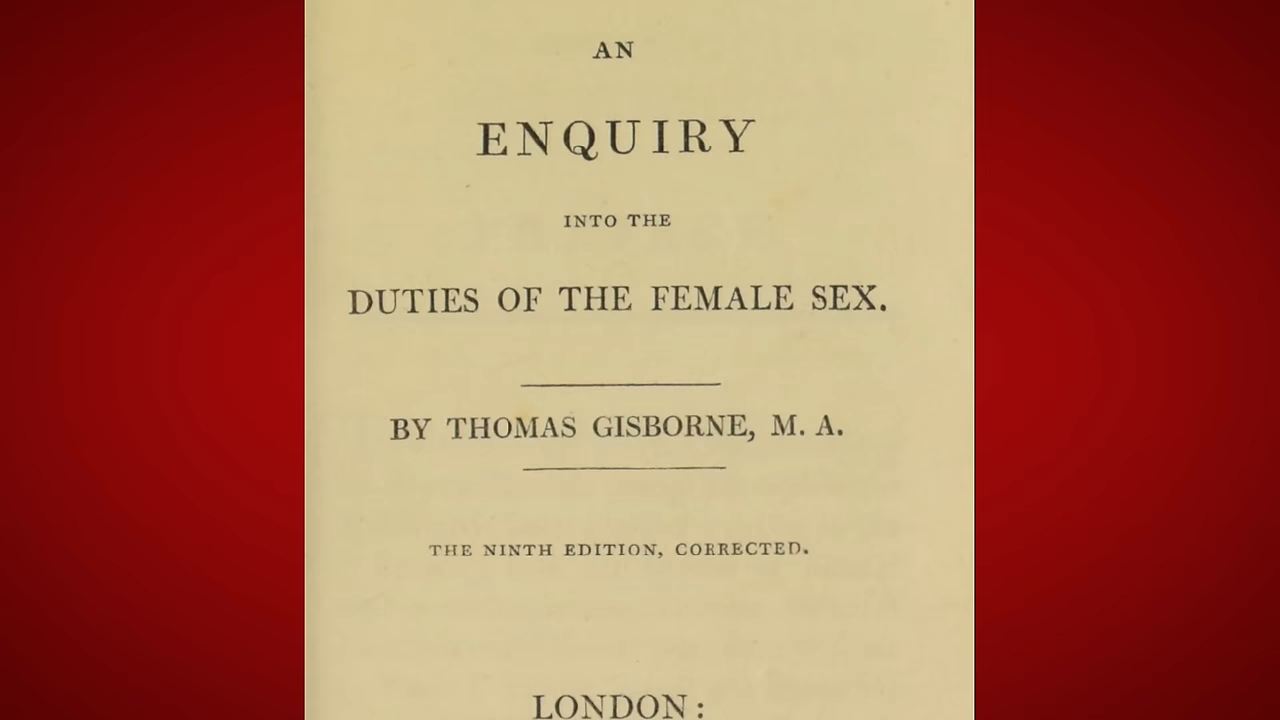 AN
ENQUIRY
INTO THE
DUTIES OF THE FEMALE SEX.
BY THOMAS GISBORNE, M. A.
THE NINTH EDITION, CORRECTED.
LONDON: